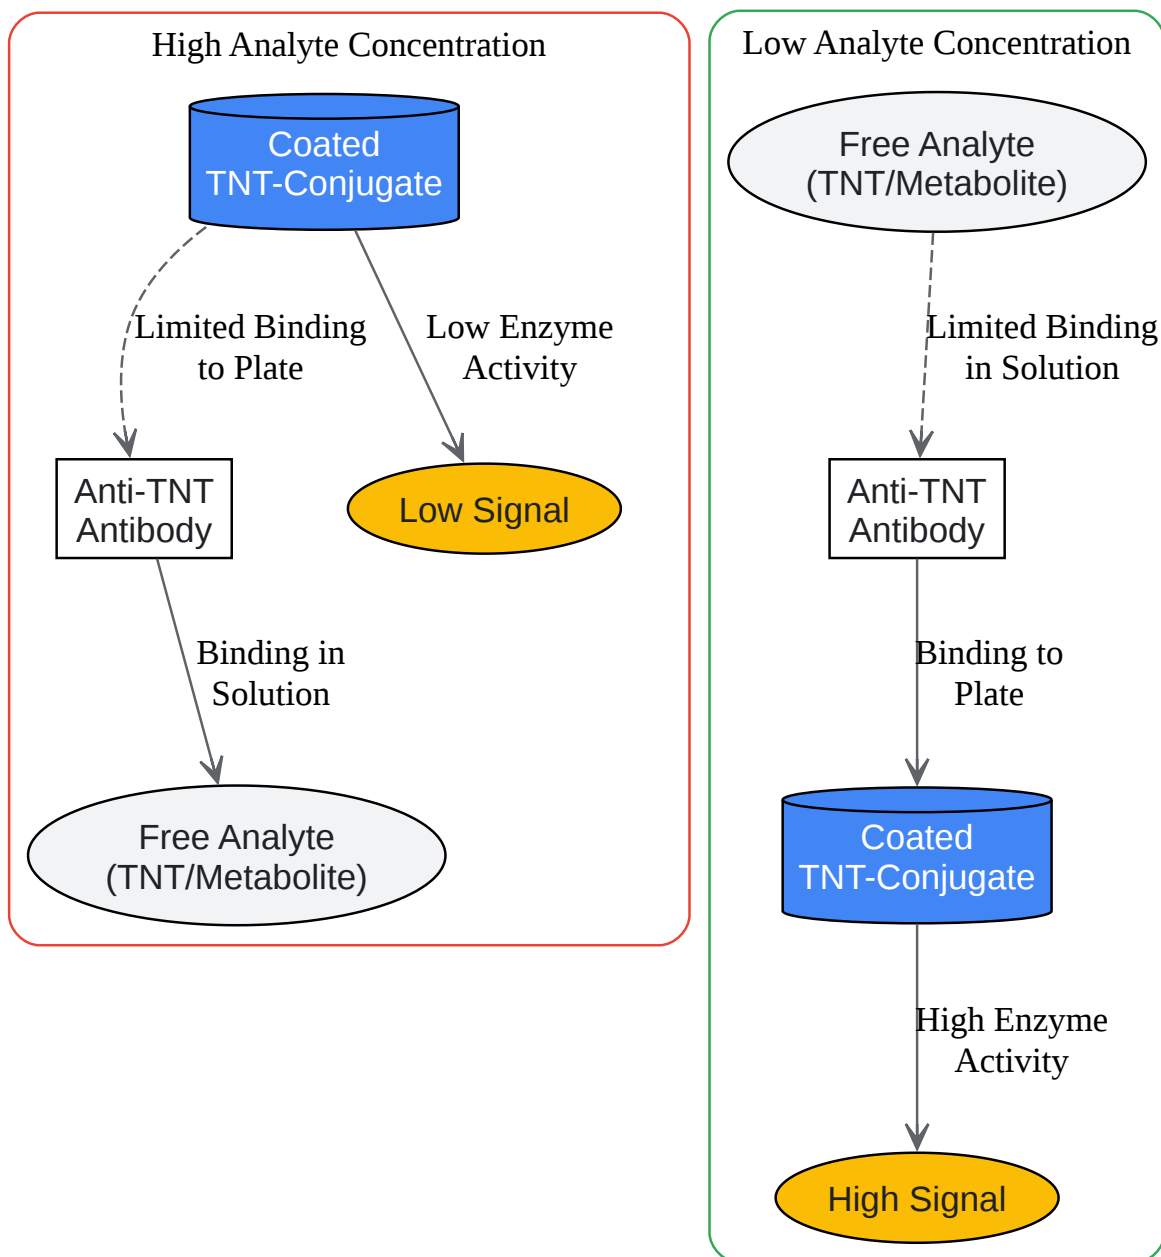 High Analyte Concentration
Coated
TNT-Conjugate
Limited Binding
to Plate
Low Enzyme
Activity
Anti-TNT
Antibody
Low Signal
Binding in
Solution
Free Analyte
(TNT/Metabolite)
Low Analyte Concentration
Free Analyte
(TNT/Metabolite)
Limited Binding
in Solution
Anti-TNT
Antibody
Binding to
Plate
Coated
TNT-Conjugate
High Enzyme
Activity
High Signal